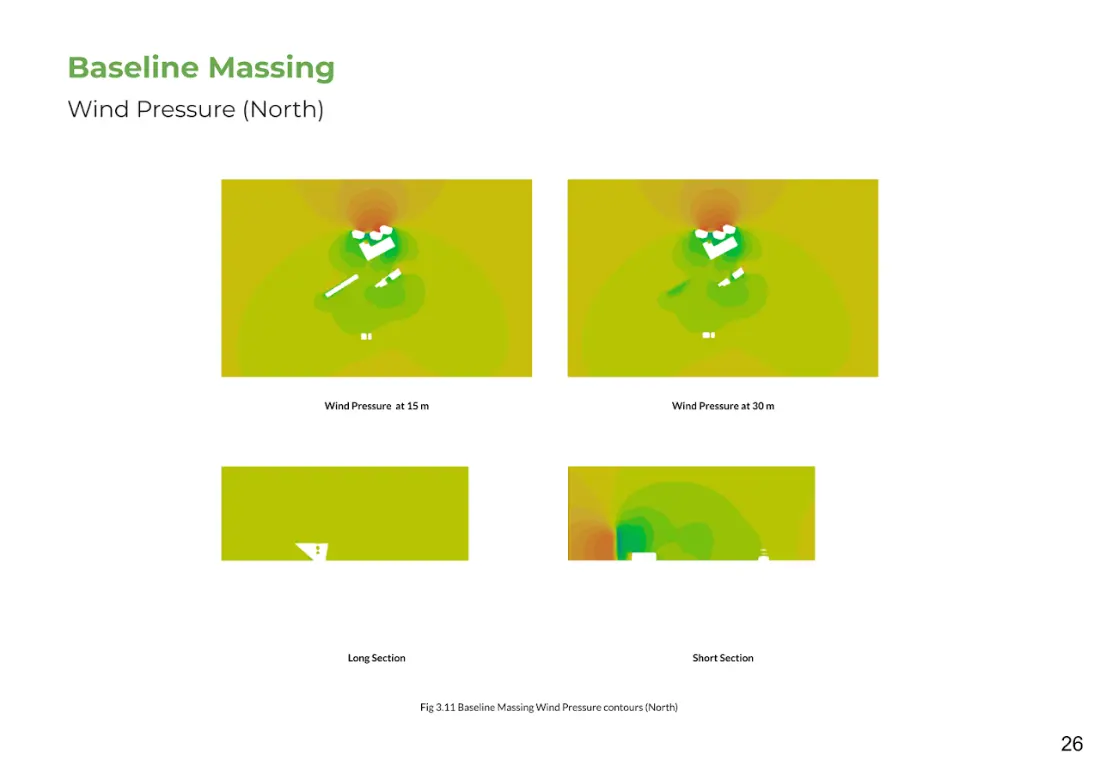 Baseline Massing
Wind Pressure (North)
Wind Pressure at 15 m
Wind Pressure at 30 m
Long Section
Short Section
Fig 3.11 Baseline Massing Wind Pressure contours (North)
26